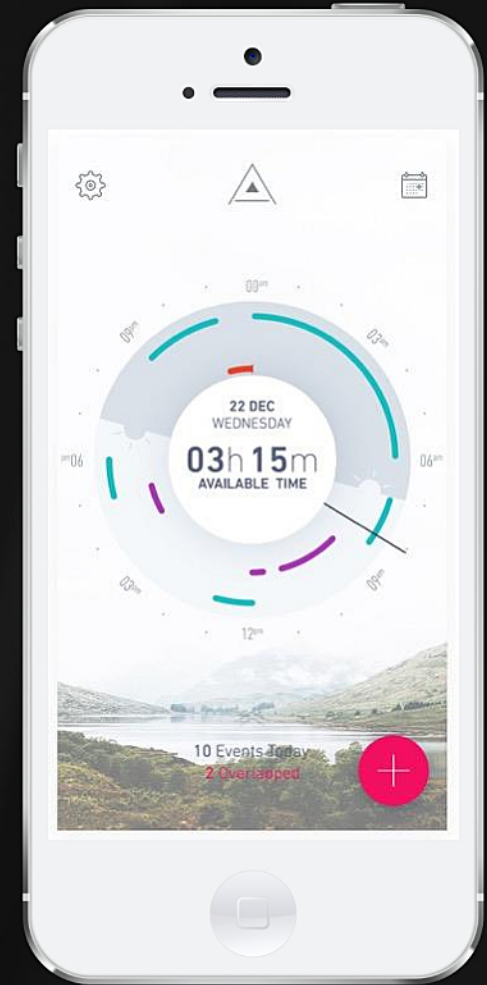 00am
09pm
03am
22 DEC
WEDNESDAY
03h 15m
AVAILABLE TIME
pm06
06am
03pm
09am
12pm
10 Events Today
2 Overlapped